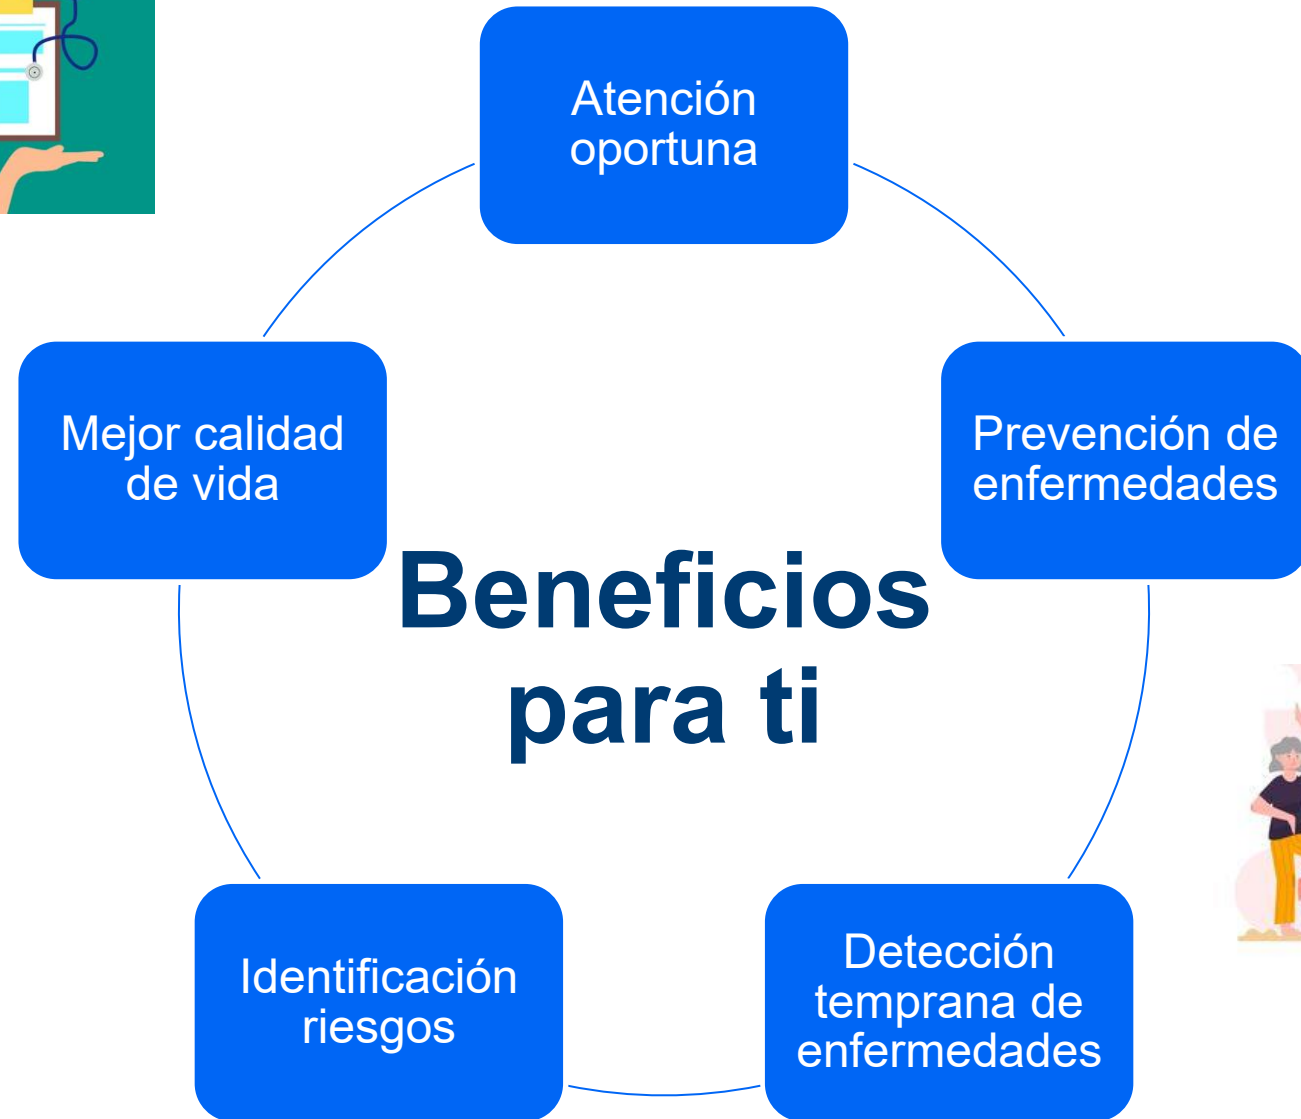 Atención
oportuna
Mejor calidad
de vida
Prevención de
enfermedades
Beneficios
para ti
Identificación
riesgos
Detección
temprana de
enfermedades